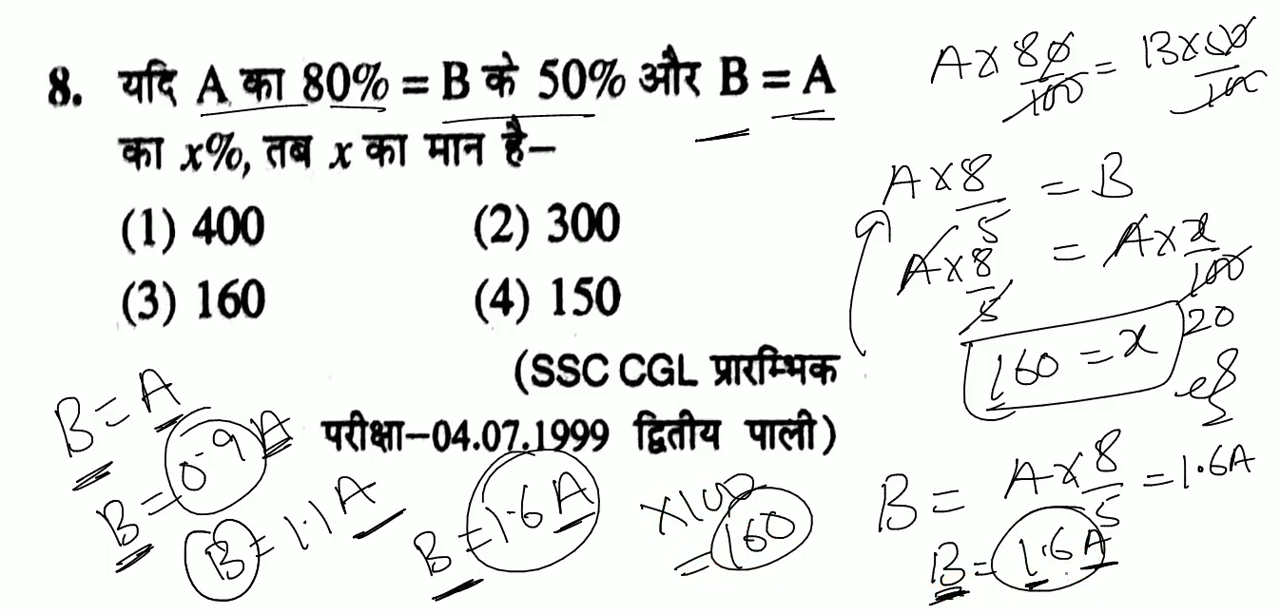 8. यदि A का 80% = B के 50% और B = A
का x%, तब x का मान है–
(1) 400 (2) 300
(3) 160 (4) 150
(SSC CGL प्रारम्भिक
परीक्षा–04.07.1999 द्वितीय पाली)
A × 80/100 = B × 50/100
A × 8/5 = B
A × 8/5 = A × x/100
20
160 = x
B = A × 8/5 = 1.6A
B = 1.6A
B = A
B = 0.9A
B = 1.1A
B = 1.6A
×100
= 160